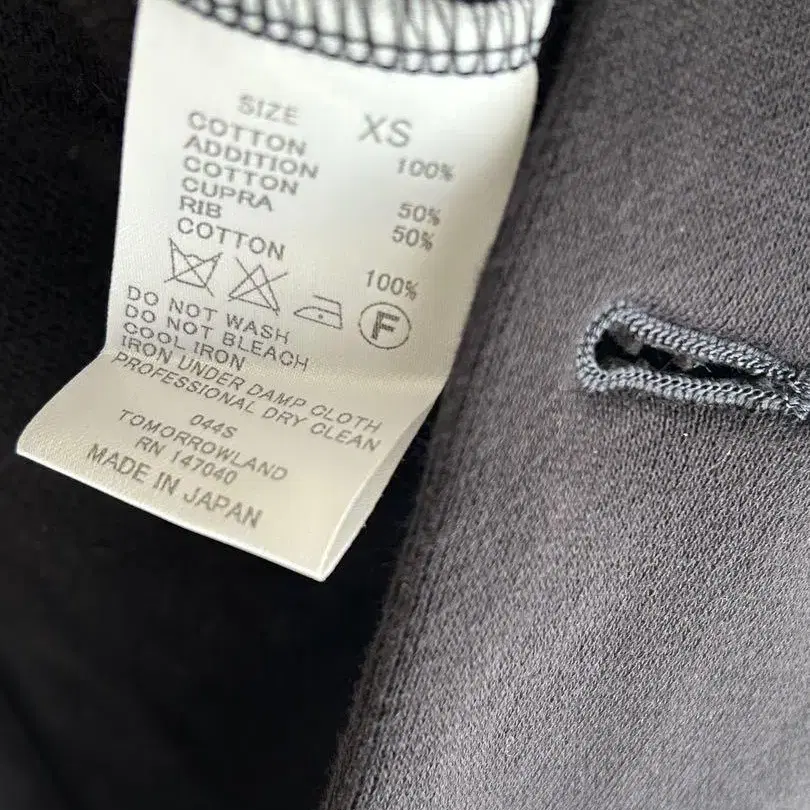 SIZE XS
COTTON 100%
ADDITION
COTTON 50%
CUPRA 50%
RIB
COTTON 100%
F
DO NOT WASH
DO NOT BLEACH
COOL IRON
IRON UNDER DAMP CLOTH
PROFESSIONAL DRY CLEAN
044S
TOMORROWLAND
RN 147040
MADE IN JAPAN